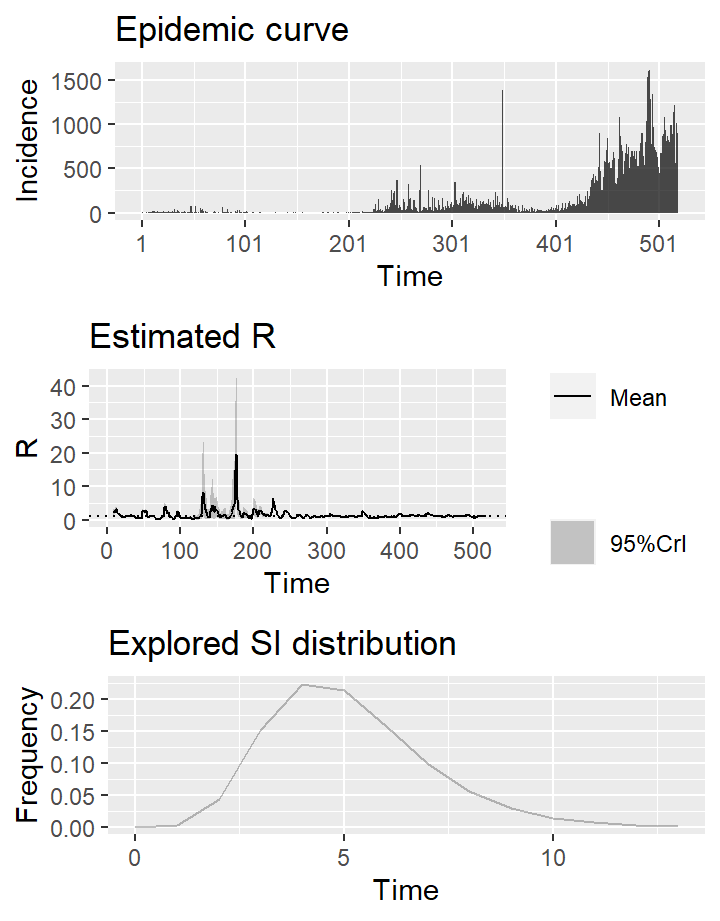 Epidemic curve
1500
1000
500
0
Incidence
1 101 201 301 401 501
Time
Estimated R
40
30
20
10
0
R
0 100 200 300 400 500
Time
Mean
95%CrI
Explored SI distribution
0.20
0.15
0.10
0.05
0.00
Frequency
0 5 10
Time